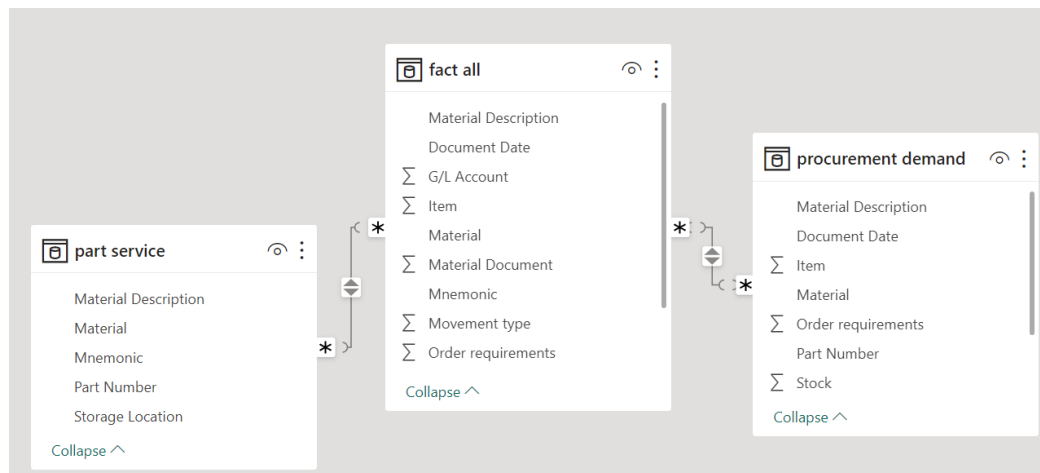 fact all
Material Description
Document Date
G/L Account
Item
Material
Material Document
Mnemonic
Movement type
Order requirements
Collapse
part service
Material Description
Material
Mnemonic
Part Number
Storage Location
Collapse
procurement demand
Material Description
Document Date
Item
Material
Order requirements
Part Number
Stock
Collapse